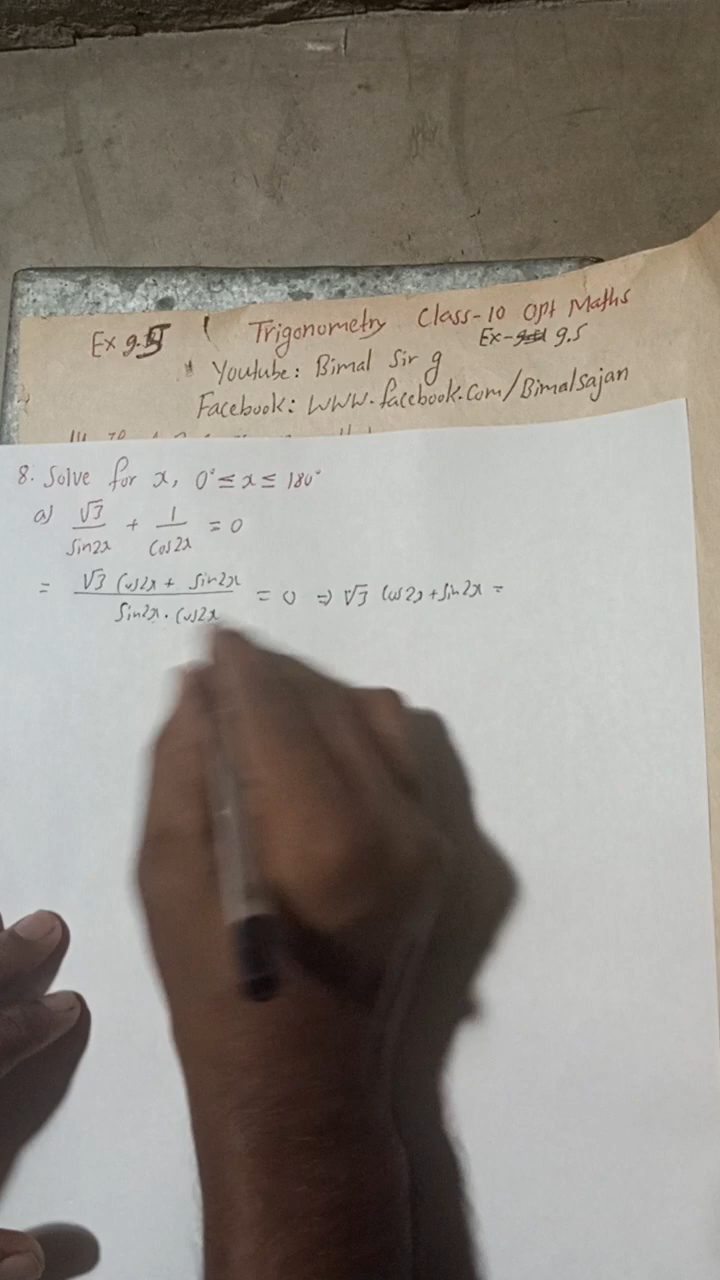 Ex 9.5 Trigonometry Class-10 Opt Maths
Ex- 9.5
Youtube: Bimal Sir g
Facebook: WWW.facebook.Com/Bimalsajan
8. Solve for x, 0° ≤ x ≤ 180°
a) √3/Sin2x + 1/Cos2x = 0
= (√3 Cos2x + Sin2x)/(Sin2x . Cos2x) = 0 ⇒ √3 Cos2x + Sin2x =